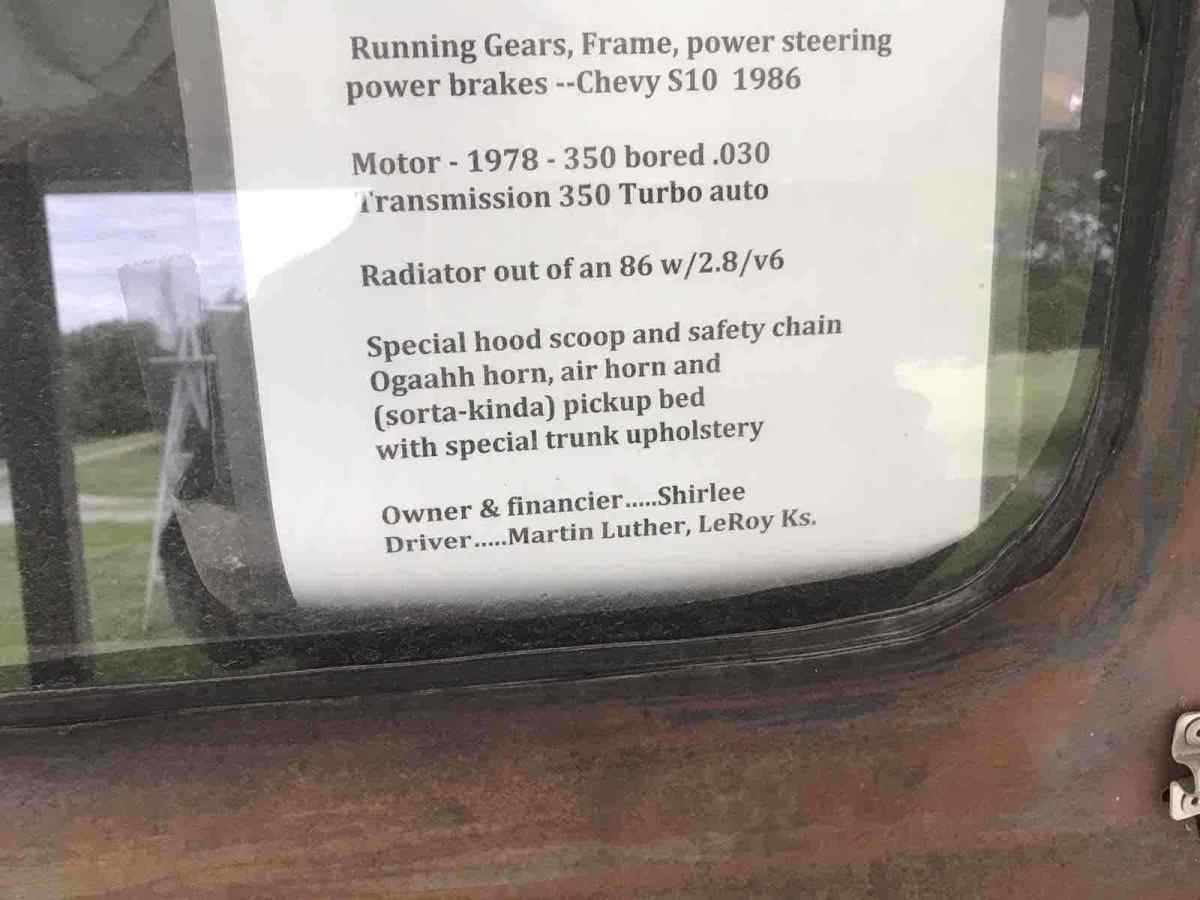 Running Gears, Frame, power steering
power brakes --Chevy S10 1986
Motor - 1978 - 350 bored .030
Transmission 350 Turbo auto
Radiator out of an 86 w/2.8/v6
Special hood scoop and safety chain
Ogaahh horn, air horn and
(sorta-kinda) pickup bed
with special trunk upholstery
Owner & financier.....Shirlee
Driver.....Martin Luther, LeRoy Ks.